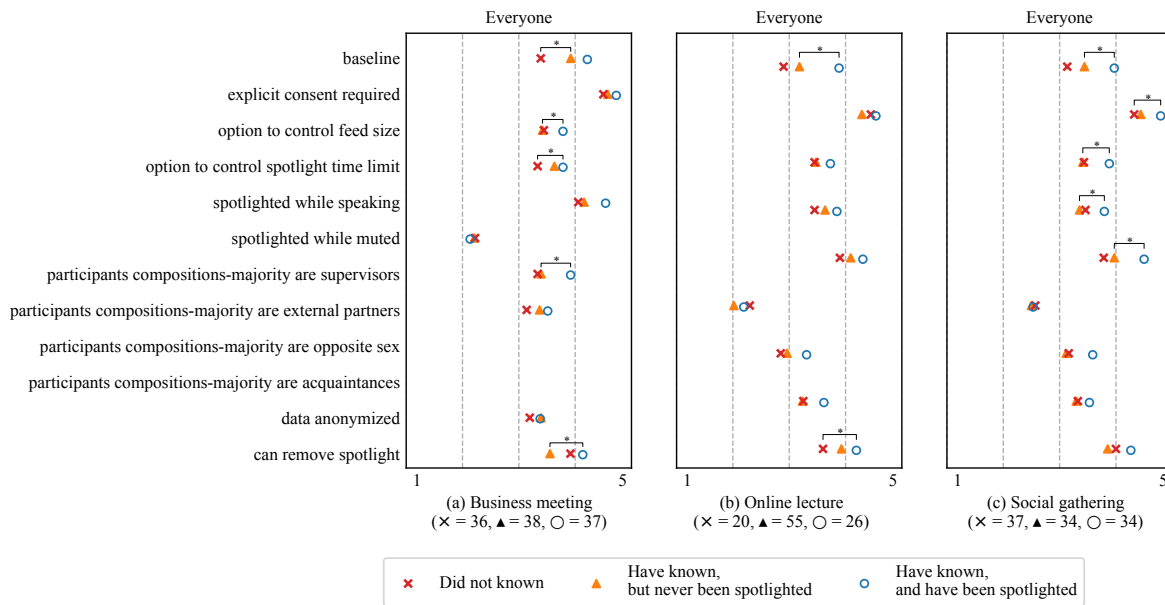 Everyone
Everyone
Everyone
baseline
explicit consent required
option to control feed size
option to control spotlight time limit
spotlighted while speaking
spotlighted while muted
participants compositions-majority are supervisors
participants compositions-majority are external partners
participants compositions-majority are opposite sex
participants compositions-majority are acquaintances
data anonymized
can remove spotlight
*
*
*
*
*
*
*
*
*
*
*
*
1 5
1 5
1 5
(a) Business meeting
(× = 36, ▲= 38, ○ = 37)
(b) Online lecture
(× = 20, ▲ = 55, ○ = 26)
(c) Social gathering
(× = 37, ▲ = 34, ○ = 34)
Did not known
Have known,
but never been spotlighted
Have known,
and have been spotlighted